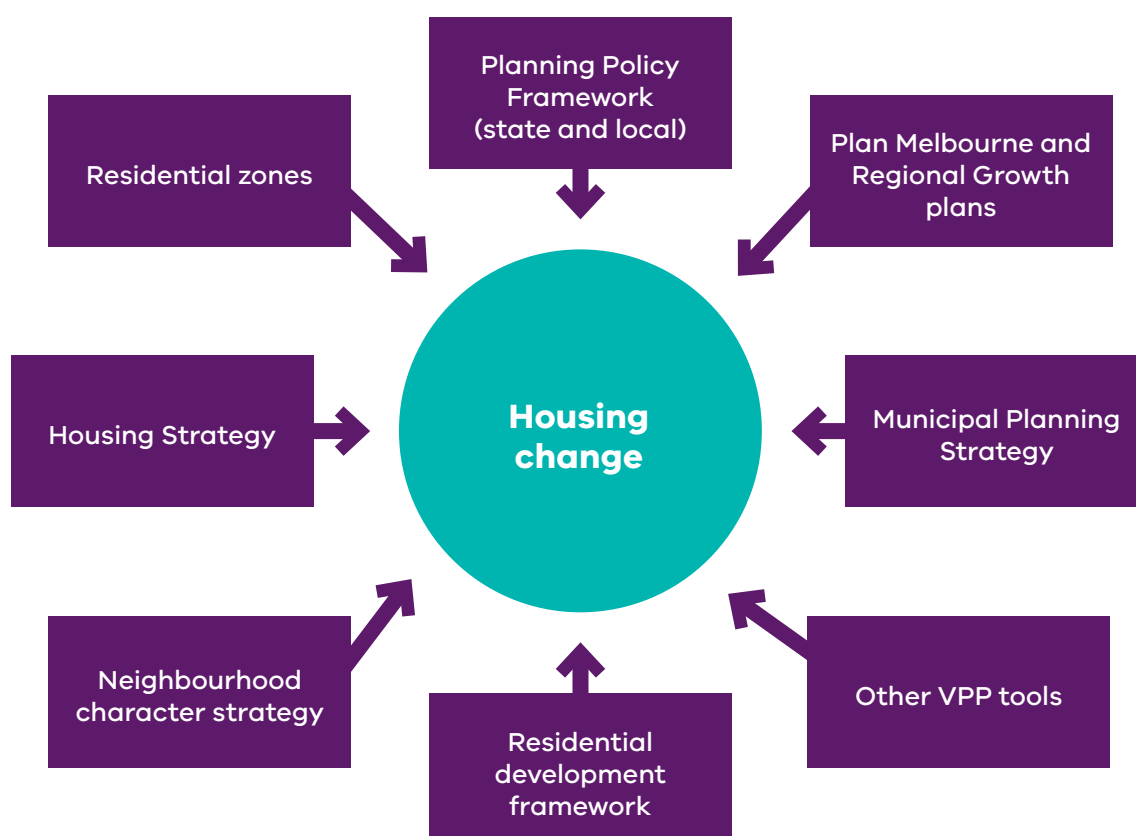 Planning Policy
Framework
(state and local)
Residential zones
Plan Melbourne and
Regional Growth
plans
Housing Strategy
Housing
change
Municipal Planning
Strategy
Neighbourhood
character strategy
Residential
development
framework
Other VPP tools